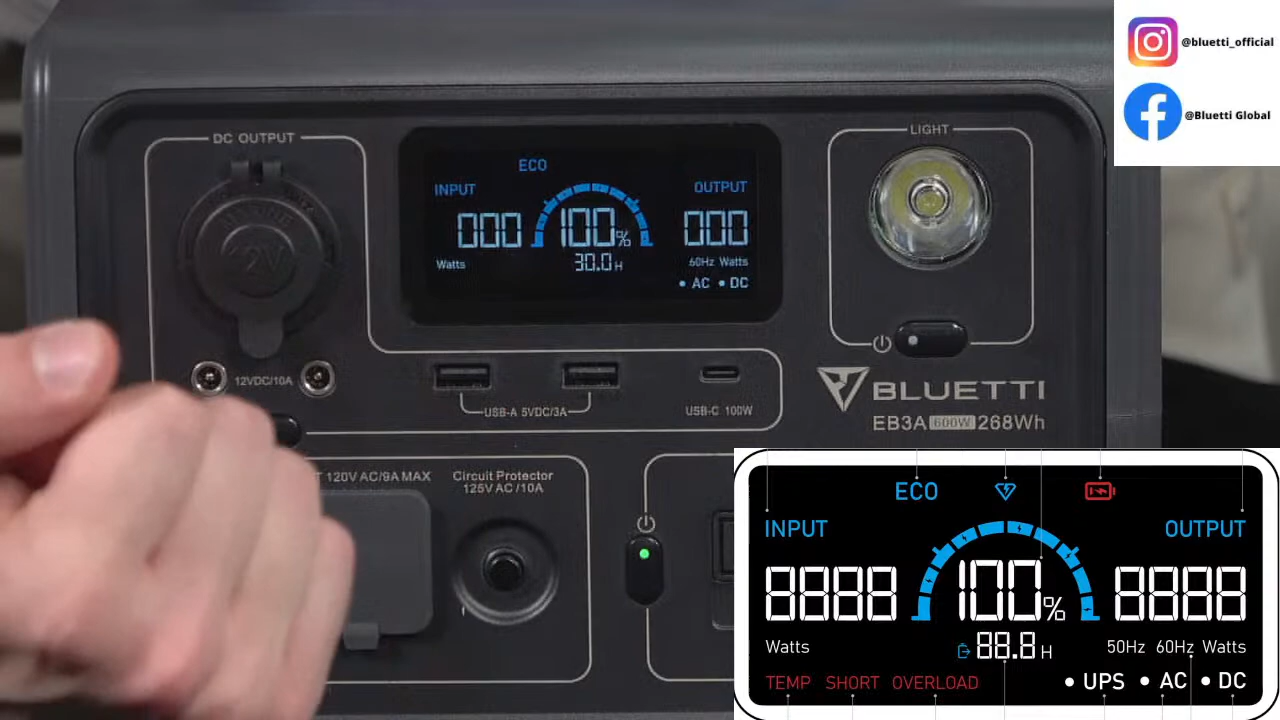 @bluetti_official
@Bluetti Global
DC OUTPUT
LIGHT
ECO
INPUT
OUTPUT
000
100%
000
Watts
30.0H
60Hz Watts
• AC • DC
12V
12VDC/10A
USB-A 5VDC/3A
USB-C 100W
BLUETTI
EB3A 600W 268Wh
120V AC/9A MAX
Circuit Protector
125V AC/10A
ECO
INPUT
OUTPUT
8888
100%
8888
Watts
88.8 H
50Hz 60Hz Watts
TEMP SHORT OVERLOAD
• UPS • AC • DC